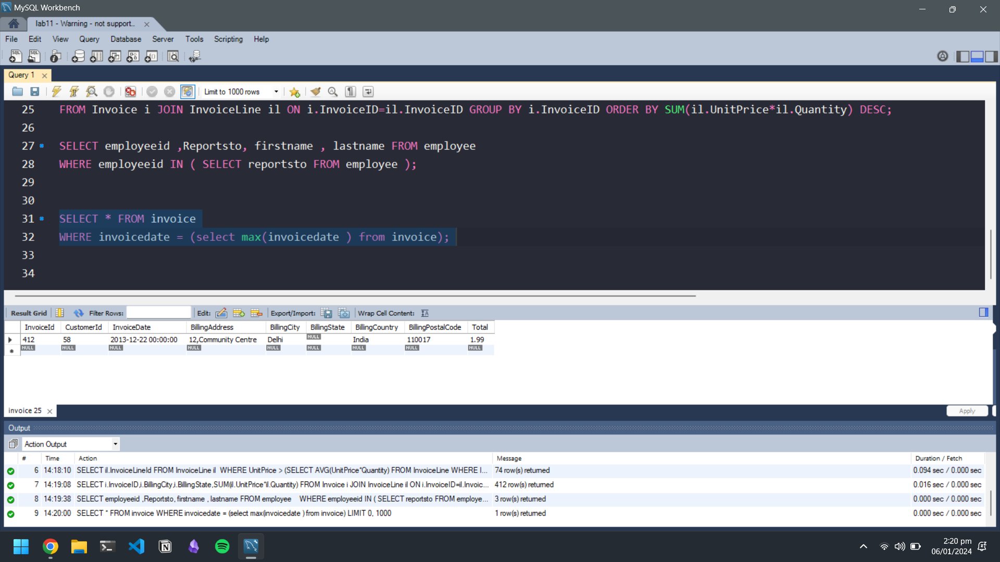 MySQL Workbench
lab11 - Warning - not support...
File Edit View Query Database Server Tools Scripting Help
Query 1
Limit to 1000 rows
25 FROM Invoice i JOIN InvoiceLine il ON i.InvoiceID=il.InvoiceID GROUP BY i.InvoiceID ORDER BY SUM(il.UnitPrice*il.Quantity) DESC;
26
27 SELECT employeeid ,Reportsto, firstname , lastname FROM employee
28 WHERE employeeid IN ( SELECT reportsto FROM employee );
29
30
31 SELECT * FROM invoice
32 WHERE invoicedate = (select max(invoicedate ) from invoice);
33
34
Result Grid Filter Rows: Edit: Export/Import: Wrap Cell Content:
InvoiceId CustomerId InvoiceDate BillingAddress BillingCity BillingState BillingCountry BillingPostalCode Total
412 58 2013-12-22 00:00:00 12,Community Centre Delhi NULL India 110017 1.99
NULL NULL NULL NULL NULL NULL NULL NULL NULL
invoice 25
Apply
Output
Action Output
# Time Action Message Duration / Fetch
6 14:18:10 SELECT il.InvoiceLineId FROM InvoiceLine il WHERE UnitPrice > (SELECT AVG(UnitPrice*Quantity) FROM InvoiceLine WHERE I... 74 row(s) returned 0.094 sec / 0.000 sec
7 14:19:08 SELECT i.InvoiceID,i.BillingCity,i.BillingState,SUM(il.UnitPrice*il.Quantity) FROM Invoice i JOIN InvoiceLine il ON i.InvoiceID=il.Invoic... 412 row(s) returned 0.016 sec / 0.000 sec
8 14:19:38 SELECT employeeid ,Reportsto, firstname , lastname FROM employee WHERE employeeid IN ( SELECT reportsto FROM employe... 3 row(s) returned 0.000 sec / 0.000 sec
9 14:20:00 SELECT * FROM invoice WHERE invoicedate = (select max(invoicedate ) from invoice) LIMIT 0, 1000 1 row(s) returned 0.000 sec / 0.000 sec
2:20 pm
06/01/2024